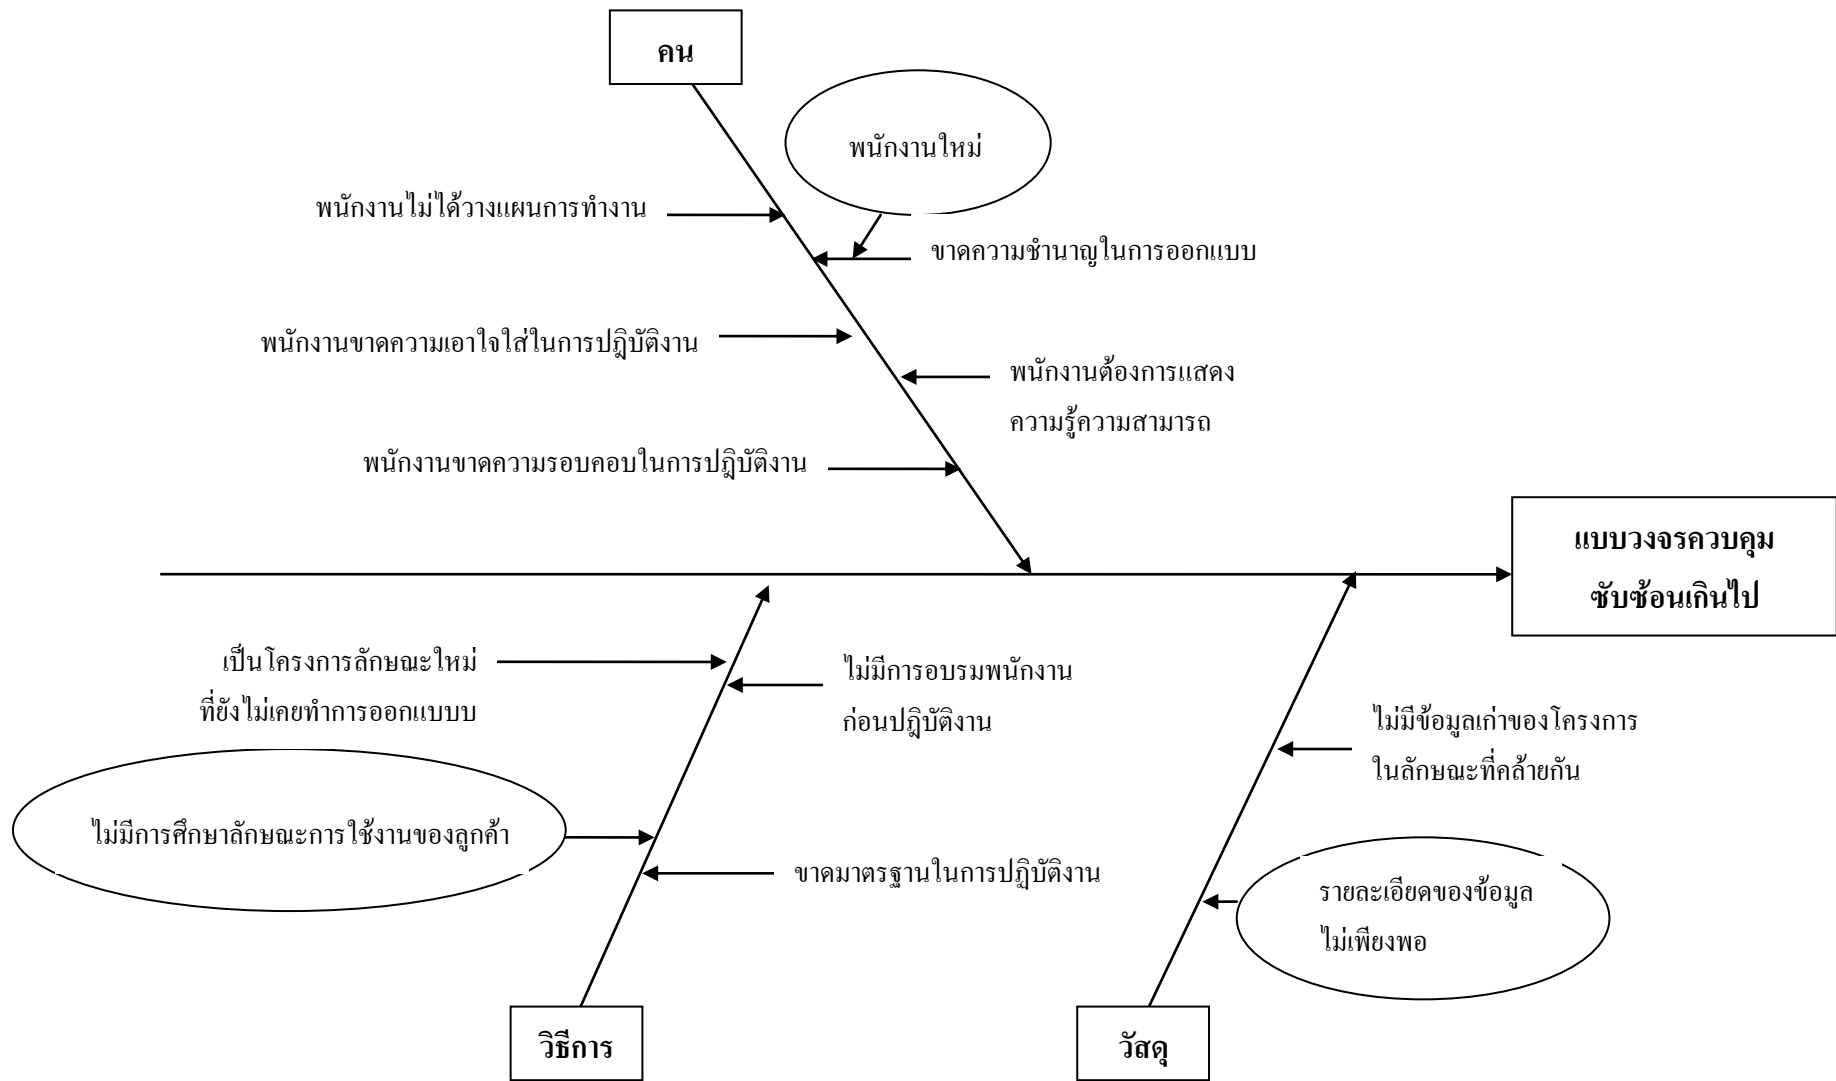 คน
พนักงานใหม่
พนักงานไม่ได้วางแผนการทำงาน
ขาดความชำนาญในการออกแบบ
พนักงานขาดความเอาใจใส่ในการปฎิบัติงาน
พนักงานต้องการแสดง
ความรู้ความสามารถ
พนักงานขาดความรอบคอบในการปฎิบัติงาน
แบบวงจรควบคุม
ซับซ้อนเกินไป
เป็นโครงการลักษณะใหม่
ที่ยังไม่เคยทำการออกแบบบ
ไม่มีการอบรมพนักงาน
ก่อนปฎิบัติงาน
ไม่มีข้อมูลเก่าของโครงการ
ในลักษณะที่คล้ายกัน
ไม่มีการศึกษาลักษณะการใช้งานของลูกค้า
ขาดมาตรฐานในการปฏิบัติงาน
รายละเอียดของข้อมูล
ไม่เพียงพอ
วิธีการ
วัสดุ